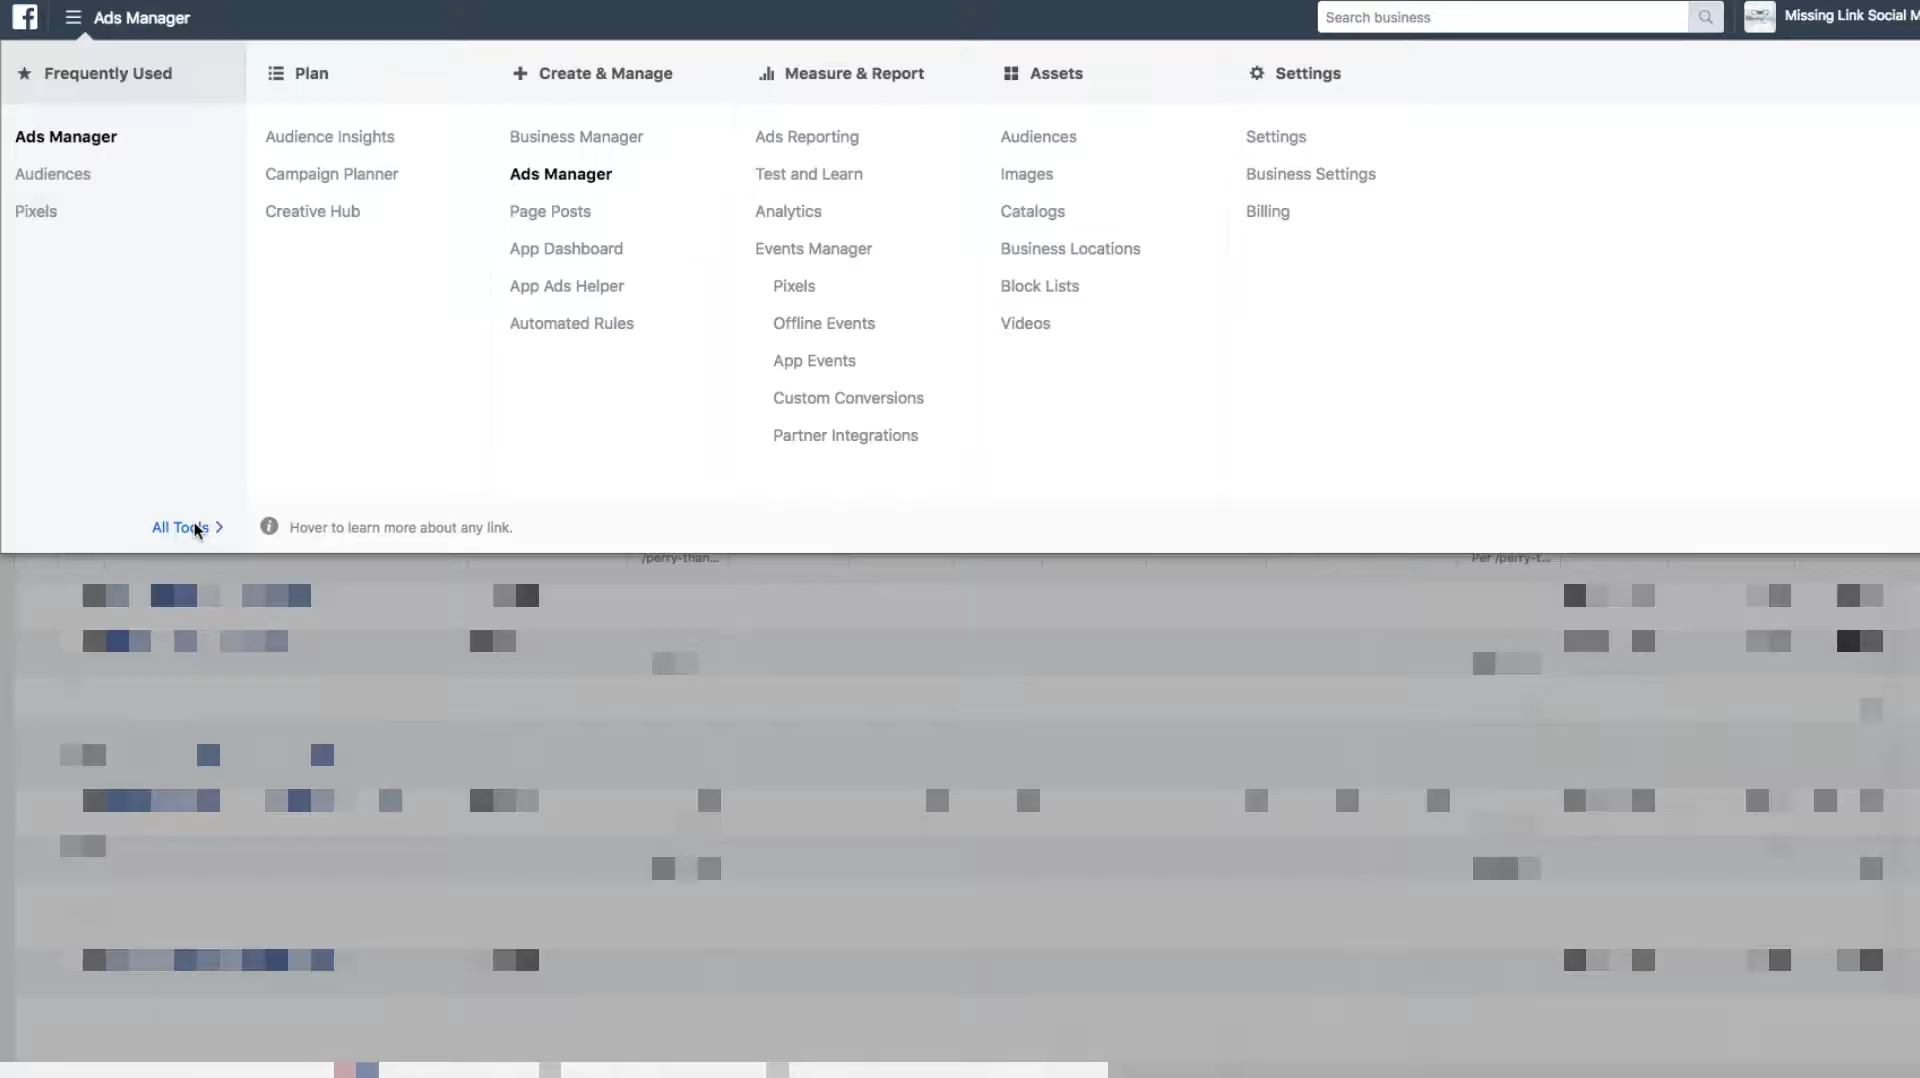 Ads Manager
Search business
Missing Link Social M
Frequently Used
Ads Manager
Audiences
Pixels
All Tools
Plan
Audience Insights
Campaign Planner
Creative Hub
Create & Manage
Business Manager
Ads Manager
Page Posts
App Dashboard
App Ads Helper
Automated Rules
Measure & Report
Ads Reporting
Test and Learn
Analytics
Events Manager
Pixels
Offline Events
App Events
Custom Conversions
Partner Integrations
Assets
Audiences
Images
Catalogs
Business Locations
Block Lists
Videos
Settings
Settings
Business Settings
Billing
Hover to learn more about any link.
/perry-than...
Per /perry-t...